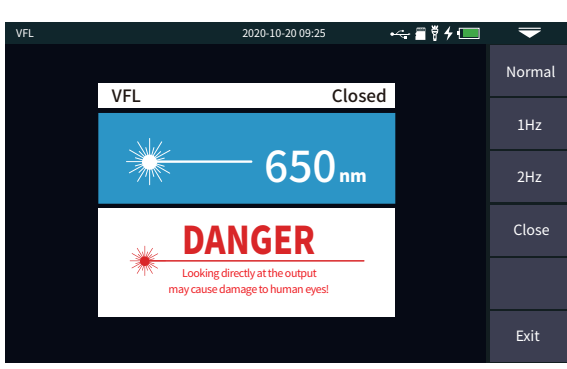 VFL 2020-10-20 09:25
VFL Closed
650nm
DANGER
Looking directly at the output
may cause damage to human eyes!
Normal
1Hz
2Hz
Close
Exit